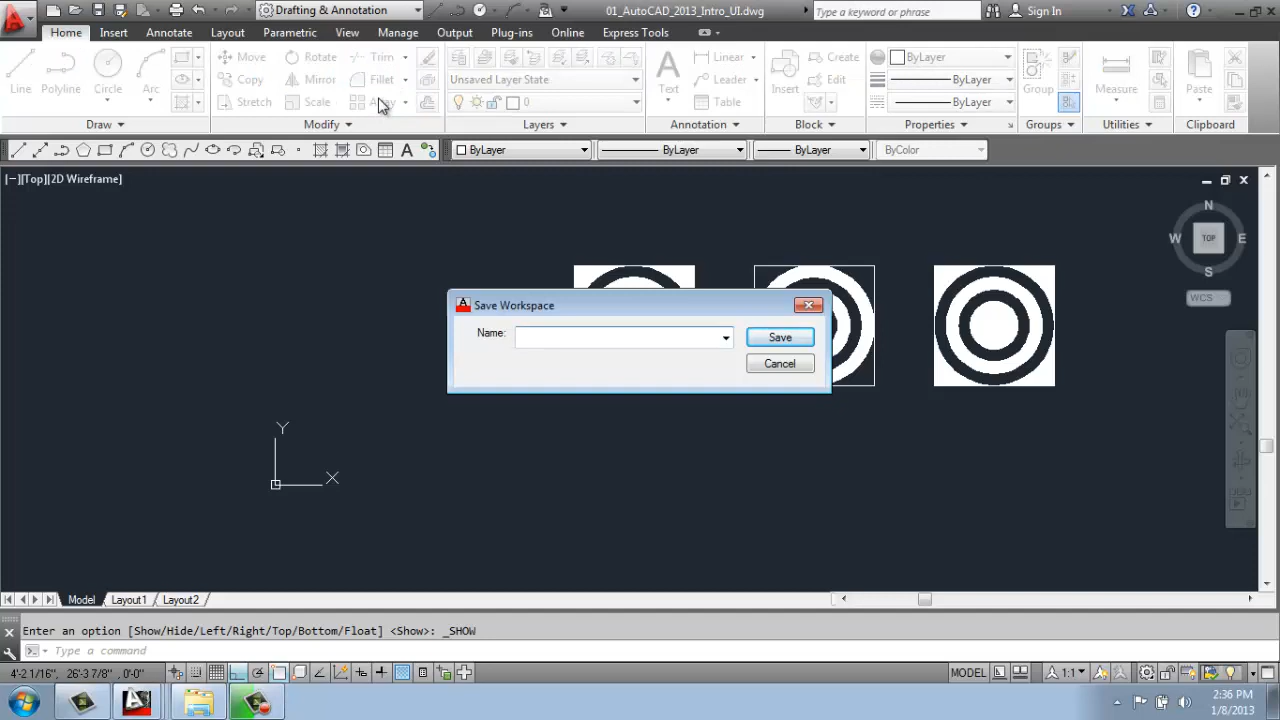 Drafting & Annotation
01_AutoCAD_2013_Intro_UI.dwg
Type a keyword or phrase
Sign In
Home Insert Annotate Layout Parametric View Manage Output Plug-ins Online Express Tools
Line Polyline Circle Arc
Move Rotate Trim
Copy Mirror Fillet
Stretch Scale
Unsaved Layer State
0
Text
Linear
Leader
Table
Insert
Create
Edit
ByLayer
ByLayer
ByLayer
Group
Measure
Paste
Draw Modify Layers Annotation Block Properties Groups Utilities Clipboard
A
ByLayer ByLayer ByLayer ByColor
[−][Top][2D Wireframe]
N
W TOP E
S
WCS
Save Workspace
Name:
Save
Cancel
Y
X
Model Layout1 Layout2
Enter an option [Show/Hide/Left/Right/Top/Bottom/Float] <Show>: _SHOW
Type a command
4'-2 1/16", 26'-3 7/8" ,0'-0"
MODEL
1:1
2:36 PM
1/8/2013